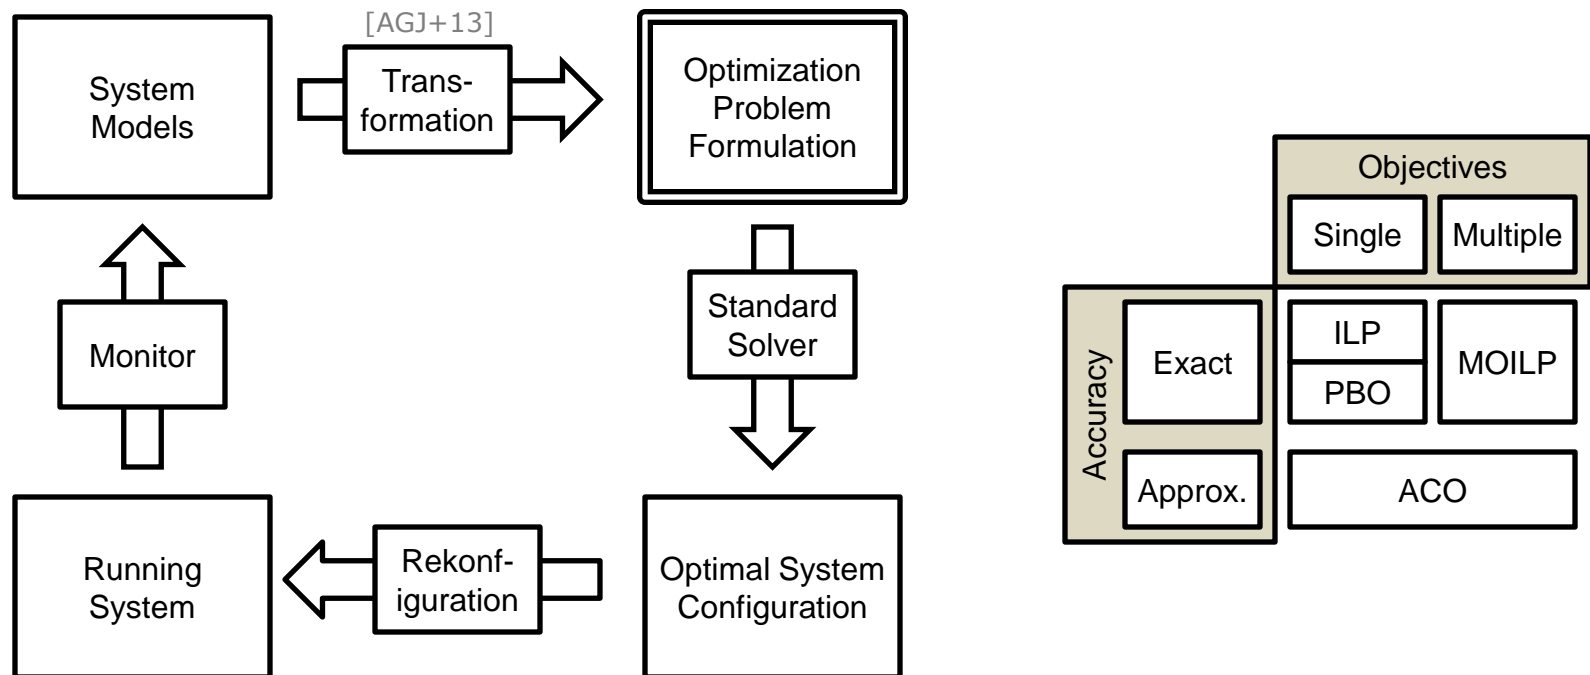 [AGJ+13]
System
Models
Trans-
formation
Optimization
Problem
Formulation
Monitor
Standard
Solver
Running
System
Rekonf-
iguration
Optimal System
Configuration
Objectives
Single
Multiple
Accuracy
Exact
ILP
PBO
MOILP
Approx.
ACO